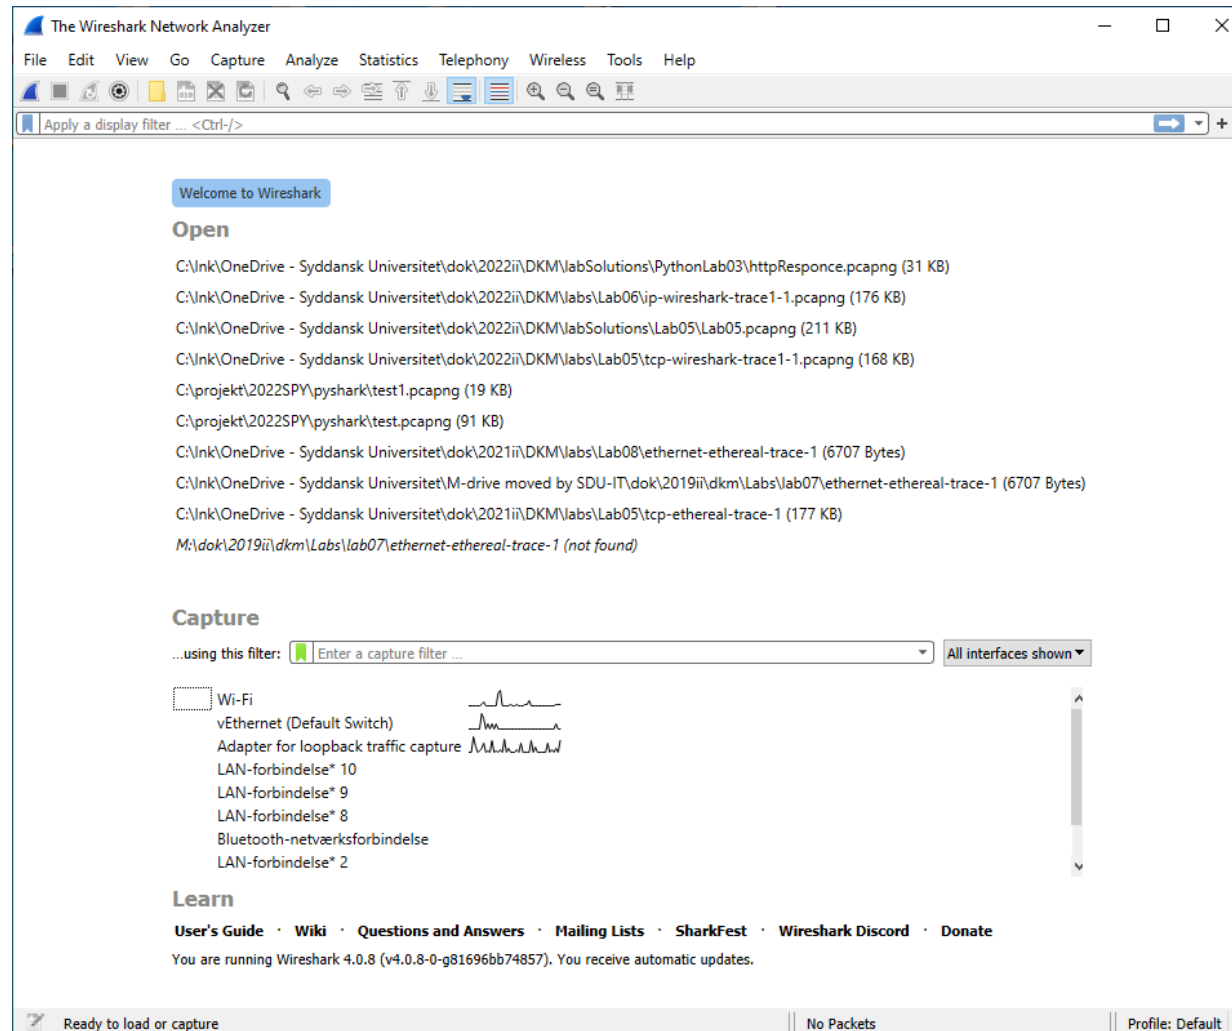 The Wireshark Network Analyzer
File Edit View Go Capture Analyze Statistics Telephony Wireless Tools Help
Apply a display filter ... <Ctrl-/>
Welcome to Wireshark
Open
C:\lnk\OneDrive - Syddansk Universitet\dok\2022ii\DKM\labSolutions\PythonLab03\httpResponce.pcapng (31 KB)
C:\lnk\OneDrive - Syddansk Universitet\dok\2022ii\DKM\labs\Lab06\ip-wireshark-trace1-1.pcapng (176 KB)
C:\lnk\OneDrive - Syddansk Universitet\dok\2022ii\DKM\labSolutions\Lab05\Lab05.pcapng (211 KB)
C:\lnk\OneDrive - Syddansk Universitet\dok\2022ii\DKM\labs\Lab05\tcp-wireshark-trace1-1.pcapng (168 KB)
C:\projekt\2022SPY\pyshark\test1.pcapng (19 KB)
C:\projekt\2022SPY\pyshark\test.pcapng (91 KB)
C:\lnk\OneDrive - Syddansk Universitet\dok\2021ii\DKM\labs\Lab08\ethernet-ethereal-trace-1 (6707 Bytes)
C:\lnk\OneDrive - Syddansk Universitet\M-drive moved by SDU-IT\dok\2019ii\dkm\Labs\lab07\ethernet-ethereal-trace-1 (6707 Bytes)
C:\lnk\OneDrive - Syddansk Universitet\dok\2021ii\DKM\labs\Lab05\tcp-ethereal-trace-1 (177 KB)
M:\dok\2019ii\dkm\Labs\lab07\ethernet-ethereal-trace-1 (not found)
Capture
...using this filter: Enter a capture filter ... All interfaces shown
Wi-Fi
vEthernet (Default Switch)
Adapter for loopback traffic capture
LAN-forbindelse* 10
LAN-forbindelse* 9
LAN-forbindelse* 8
Bluetooth-netværksforbindelse
LAN-forbindelse* 2
Learn
User's Guide · Wiki · Questions and Answers · Mailing Lists · SharkFest · Wireshark Discord · Donate
You are running Wireshark 4.0.8 (v4.0.8-0-g81696bb74857). You receive automatic updates.
Ready to load or capture No Packets Profile: Default